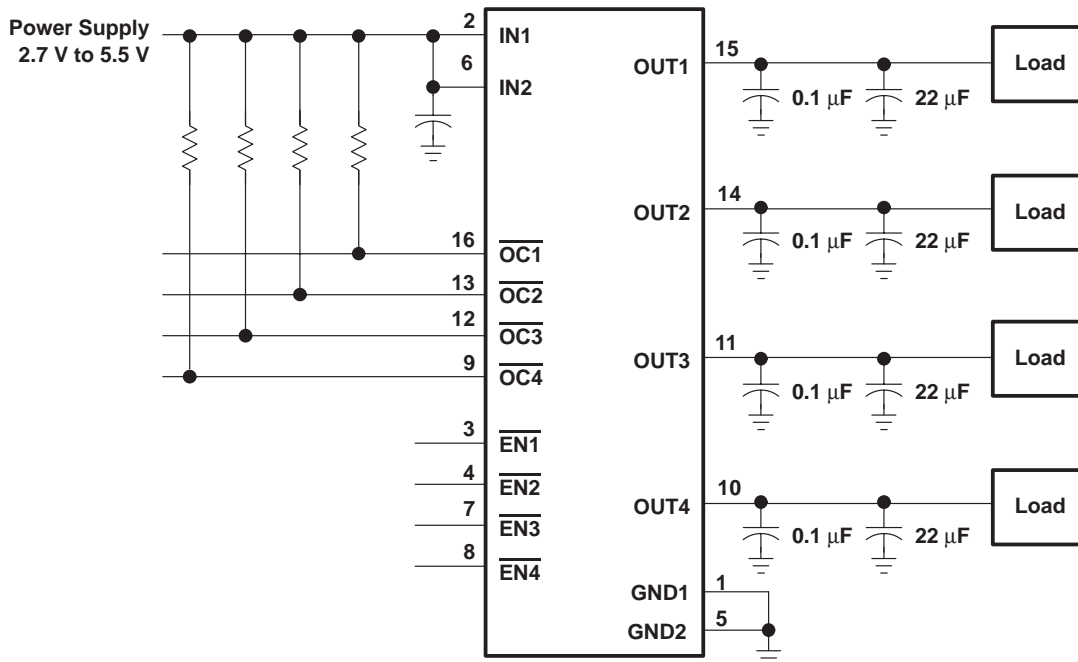 Power Supply
2.7 V to 5.5 V
2
IN1
6
IN2
16
OC1
13
OC2
12
OC3
9
OC4
3
EN1
4
EN2
7
EN3
8
EN4
15
OUT1
0.1 µF
22 µF
Load
14
OUT2
0.1 µF
22 µF
Load
11
OUT3
0.1 µF
22 µF
Load
10
OUT4
0.1 µF
22 µF
Load
1
GND1
5
GND2